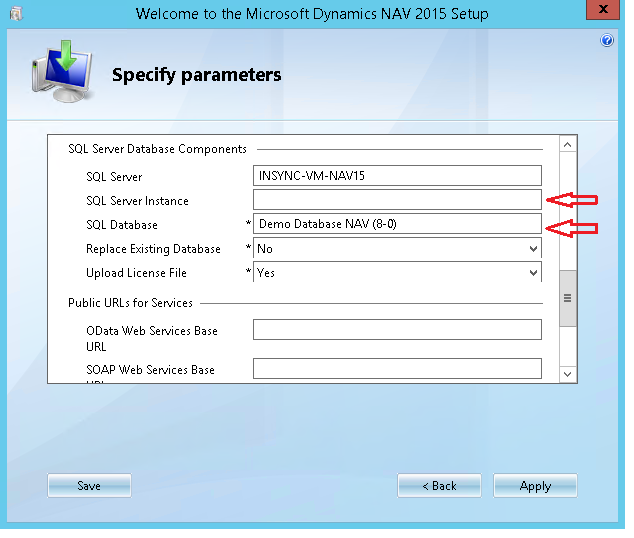 Welcome to the Microsoft Dynamics NAV 2015 Setup
x
?
Specify parameters
SQL Server Database Components
SQL Server
INSYNC-VM-NAV15
SQL Server Instance
SQL Database
* Demo Database NAV (8-0)
Replace Existing Database
* No
Upload License File
* Yes
Public URLs for Services
OData Web Services Base
URL
SOAP Web Services Base
Save
< Back
Apply